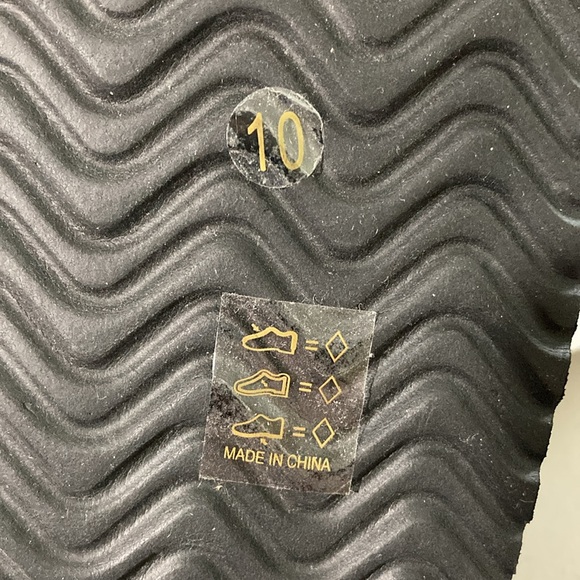 10
=
=
=
MADE IN CHINA